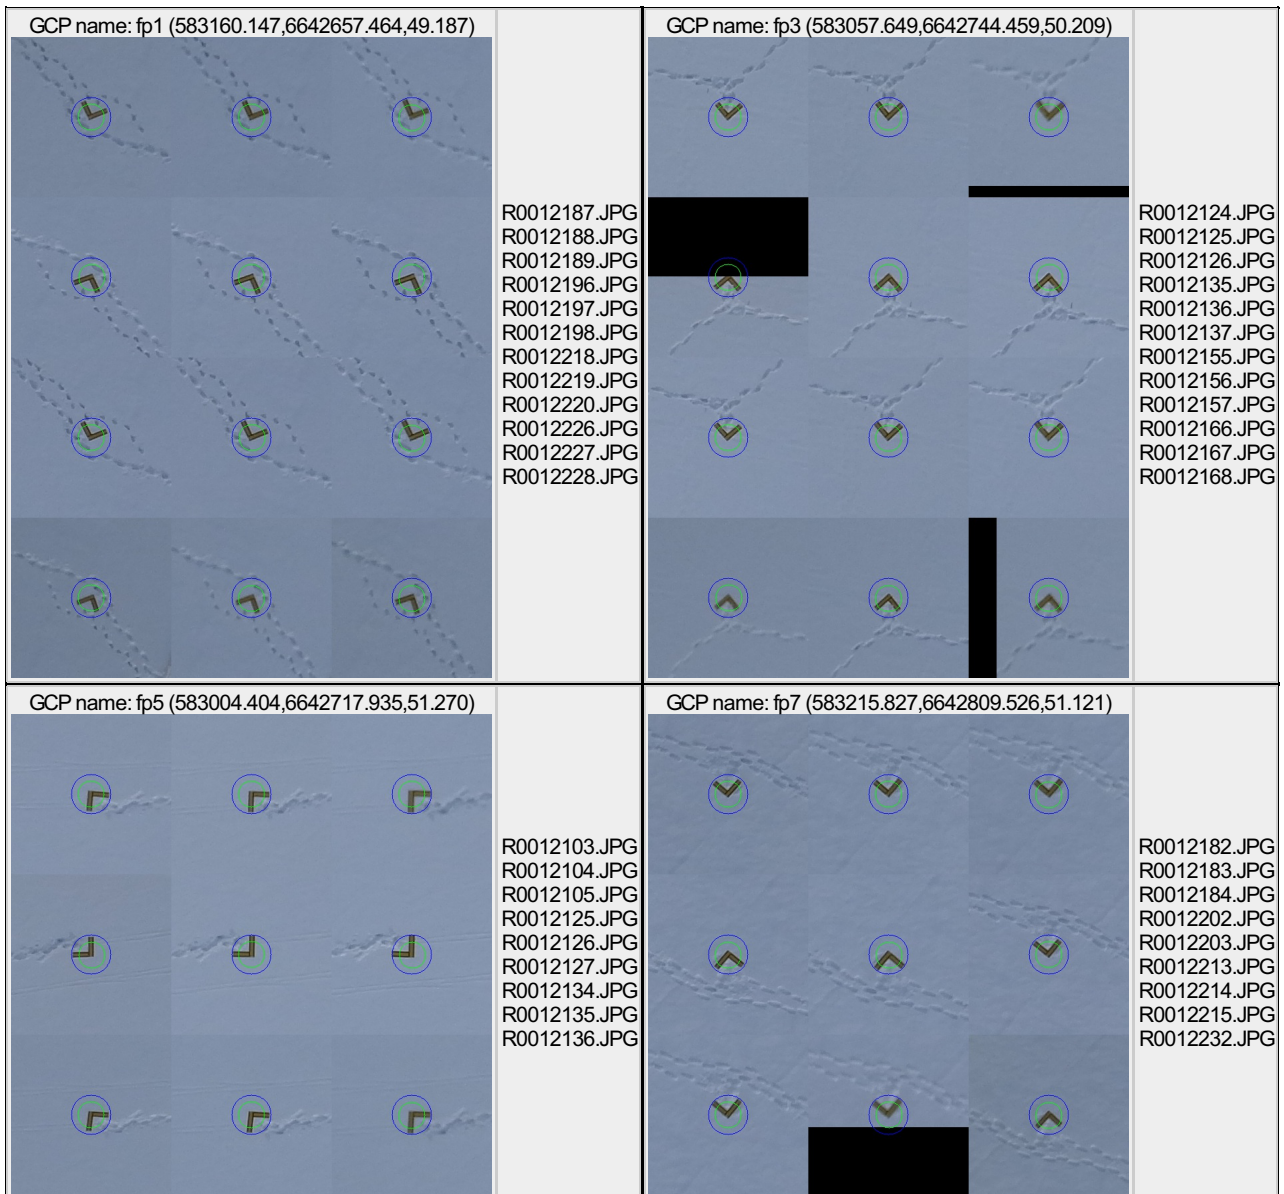 GCP name: fp1 (583160.147,6642657.464,49.187)
R0012187.JPG
R0012188.JPG
R0012189.JPG
R0012196.JPG
R0012197.JPG
R0012198.JPG
R0012218.JPG
R0012219.JPG
R0012220.JPG
R0012226.JPG
R0012227.JPG
R0012228.JPG
GCP name: fp3 (583057.649,6642744.459,50.209)
R0012124.JPG
R0012125.JPG
R0012126.JPG
R0012135.JPG
R0012136.JPG
R0012137.JPG
R0012155.JPG
R0012156.JPG
R0012157.JPG
R0012166.JPG
R0012167.JPG
R0012168.JPG
GCP name: fp5 (583004.404,6642717.935,51.270)
R0012103.JPG
R0012104.JPG
R0012105.JPG
R0012125.JPG
R0012126.JPG
R0012127.JPG
R0012134.JPG
R0012135.JPG
R0012136.JPG
GCP name: fp7 (583215.827,6642809.526,51.121)
R0012182.JPG
R0012183.JPG
R0012184.JPG
R0012202.JPG
R0012203.JPG
R0012213.JPG
R0012214.JPG
R0012215.JPG
R0012232.JPG